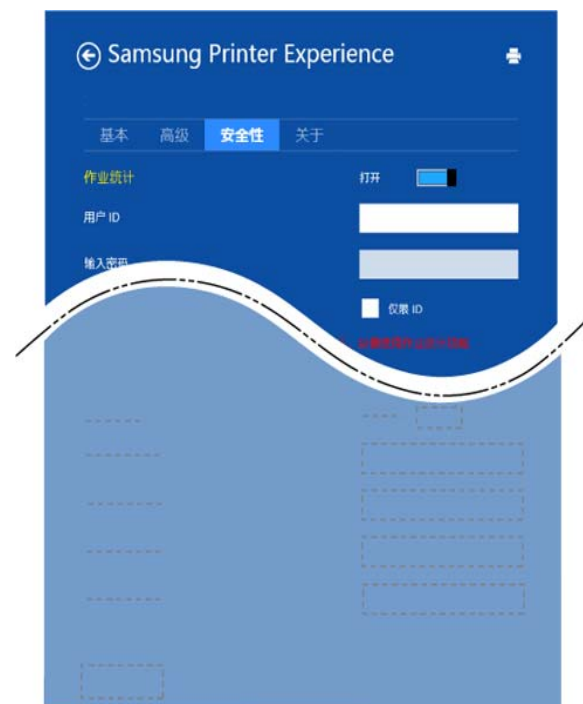 Samsung Printer Experience
基本 高级 安全性 关于
作业统计 打开
用户 ID
输入密码
仅限 ID